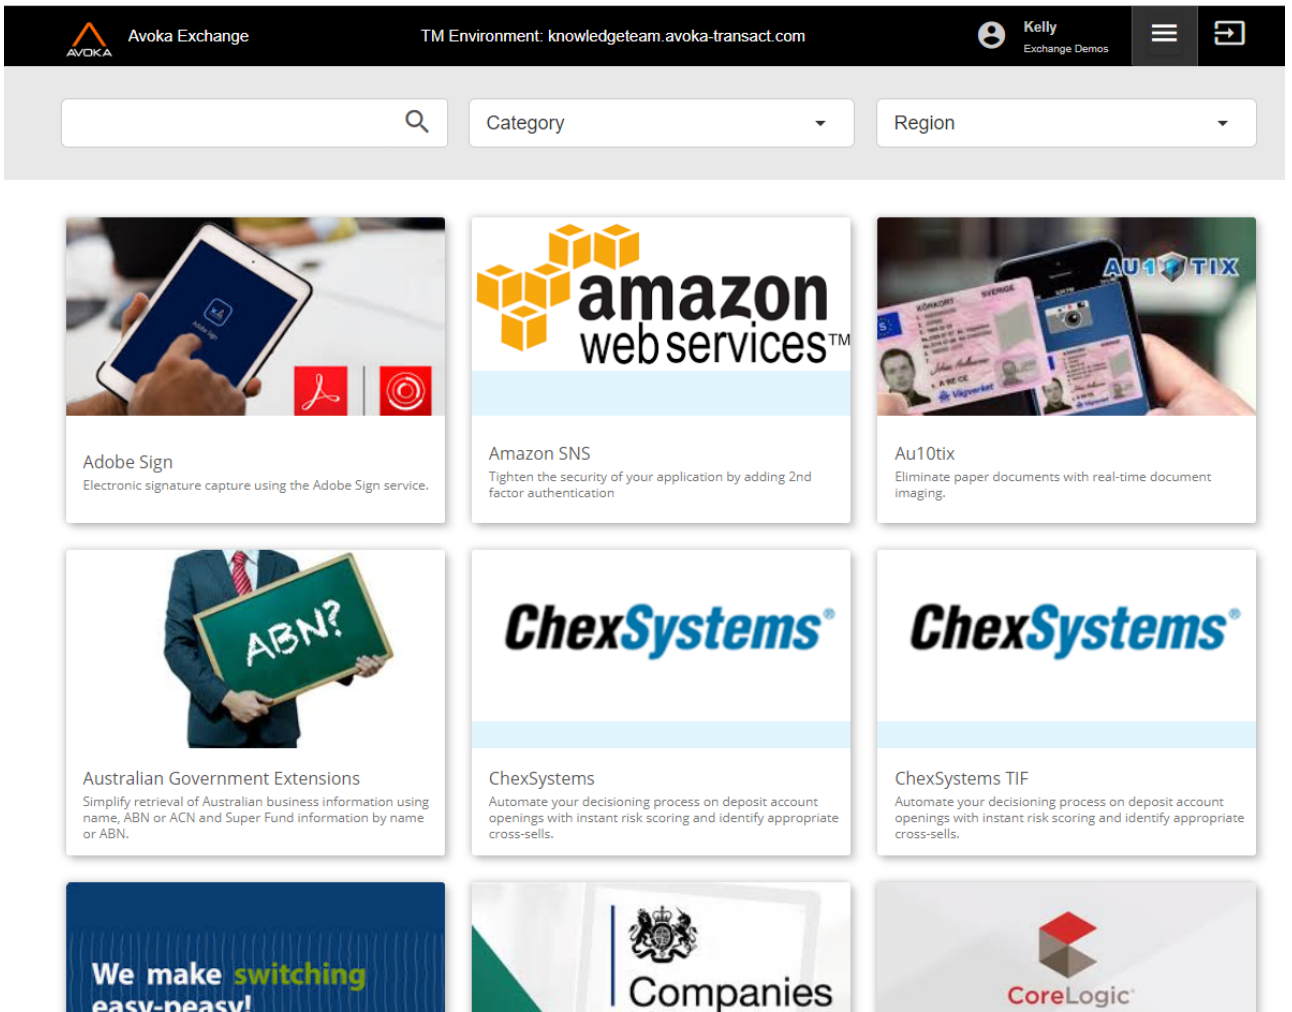 AVOKA
Avoka Exchange
TM Environment: knowledgeteam.avoka-transact.com
Kelly
Exchange Demos
Category
Region
Adobe Sign
Adobe Sign
Electronic signature capture using the Adobe Sign service.
amazon
webservices™
Amazon SNS
Tighten the security of your application by adding 2nd
factor authentication
AU10TIX
KÖRKORT SVERIGE
Vägverket
Au10tix
Eliminate paper documents with real-time document
imaging.
ABN?
Australian Government Extensions
Simplify retrieval of Australian business information using
name, ABN or ACN and Super Fund information by name
or ABN.
ChexSystems®
ChexSystems
Automate your decisioning process on deposit account
openings with instant risk scoring and identify appropriate
cross-sells.
ChexSystems®
ChexSystems TIF
Automate your decisioning process on deposit account
openings with instant risk scoring and identify appropriate
cross-sells.
We make switching
easy-peasy!
Companies
CoreLogic